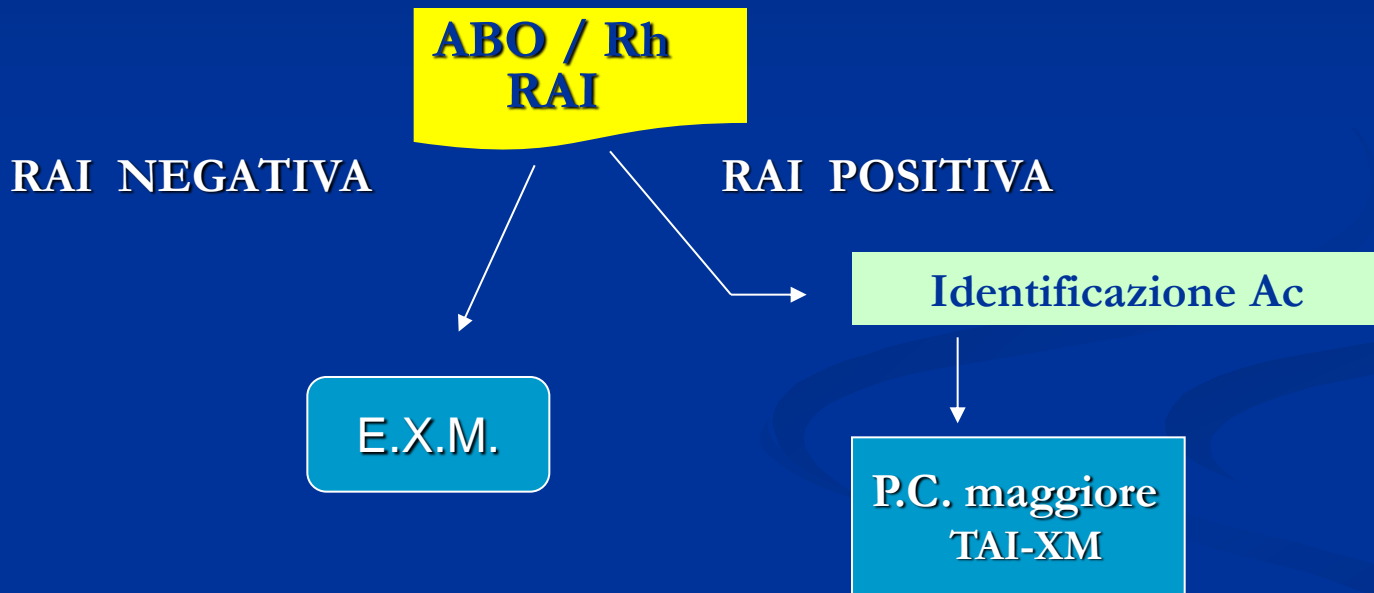 ABO / Rh
RAI
RAI NEGATIVA
RAI POSITIVA
Identificazione Ac
E.X.M.
P.C. maggiore
TAI-XM